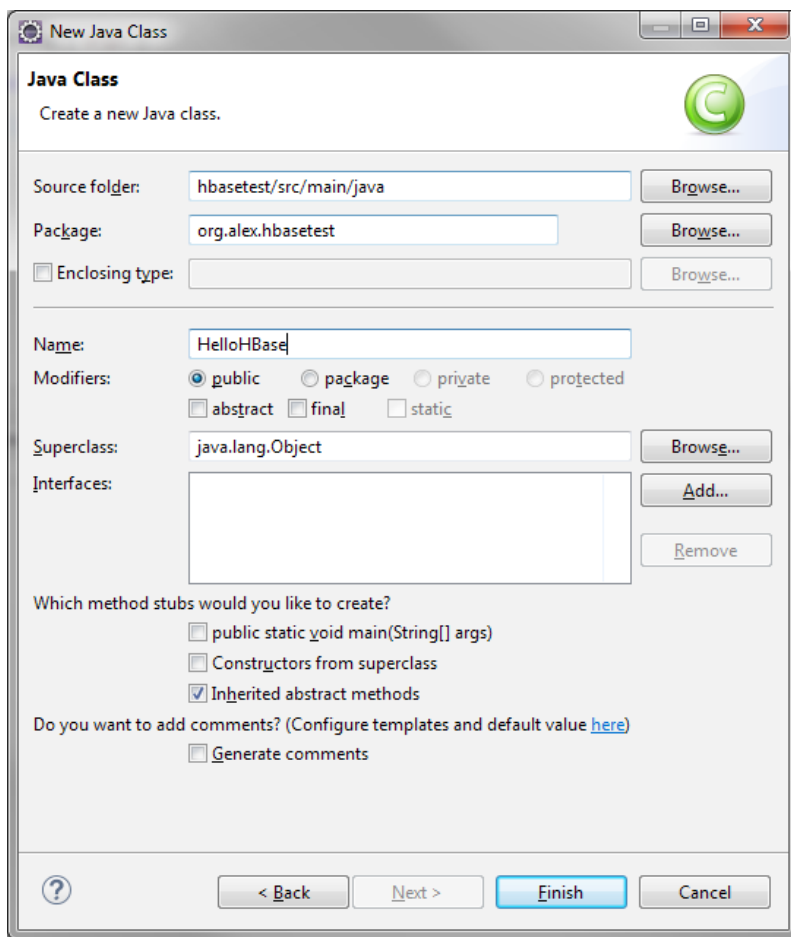 New Java Class
Java Class
Create a new Java class.
C
Source folder: hbasetest/src/main/java Browse...
Package: org.alex.hbasetest Browse...
Enclosing type: Browse...
Name: HelloHBase
Modifiers: public package private protected
abstract final static
Superclass: java.lang.Object Browse...
Interfaces: Add...
Remove
Which method stubs would you like to create?
public static void main(String[] args)
Constructors from superclass
Inherited abstract methods
Do you want to add comments? (Configure templates and default value here)
Generate comments
? < Back Next > Finish Cancel